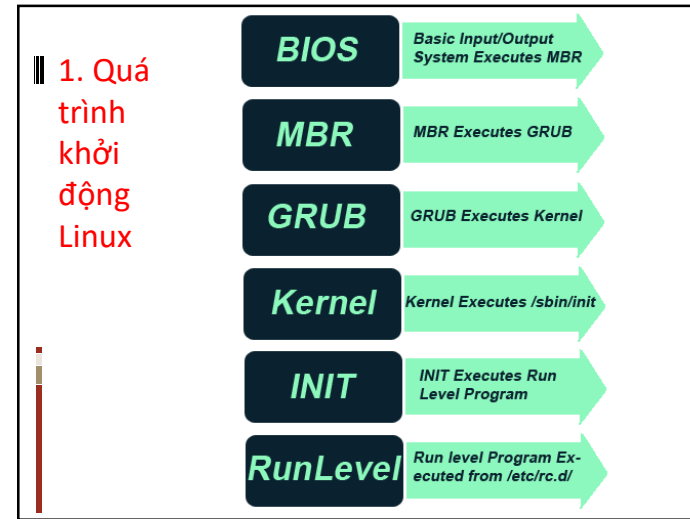 1. Quá
trình
khởi
động
Linux
BIOS
Basic Input/Output
System Executes MBR
MBR
MBR Executes GRUB
GRUB
GRUB Executes Kernel
Kernel
Kernel Executes /sbin/init
INIT
INIT Executes Run
Level Program
RunLevel
Run level Program Ex-
ecuted from /etc/rc.d/